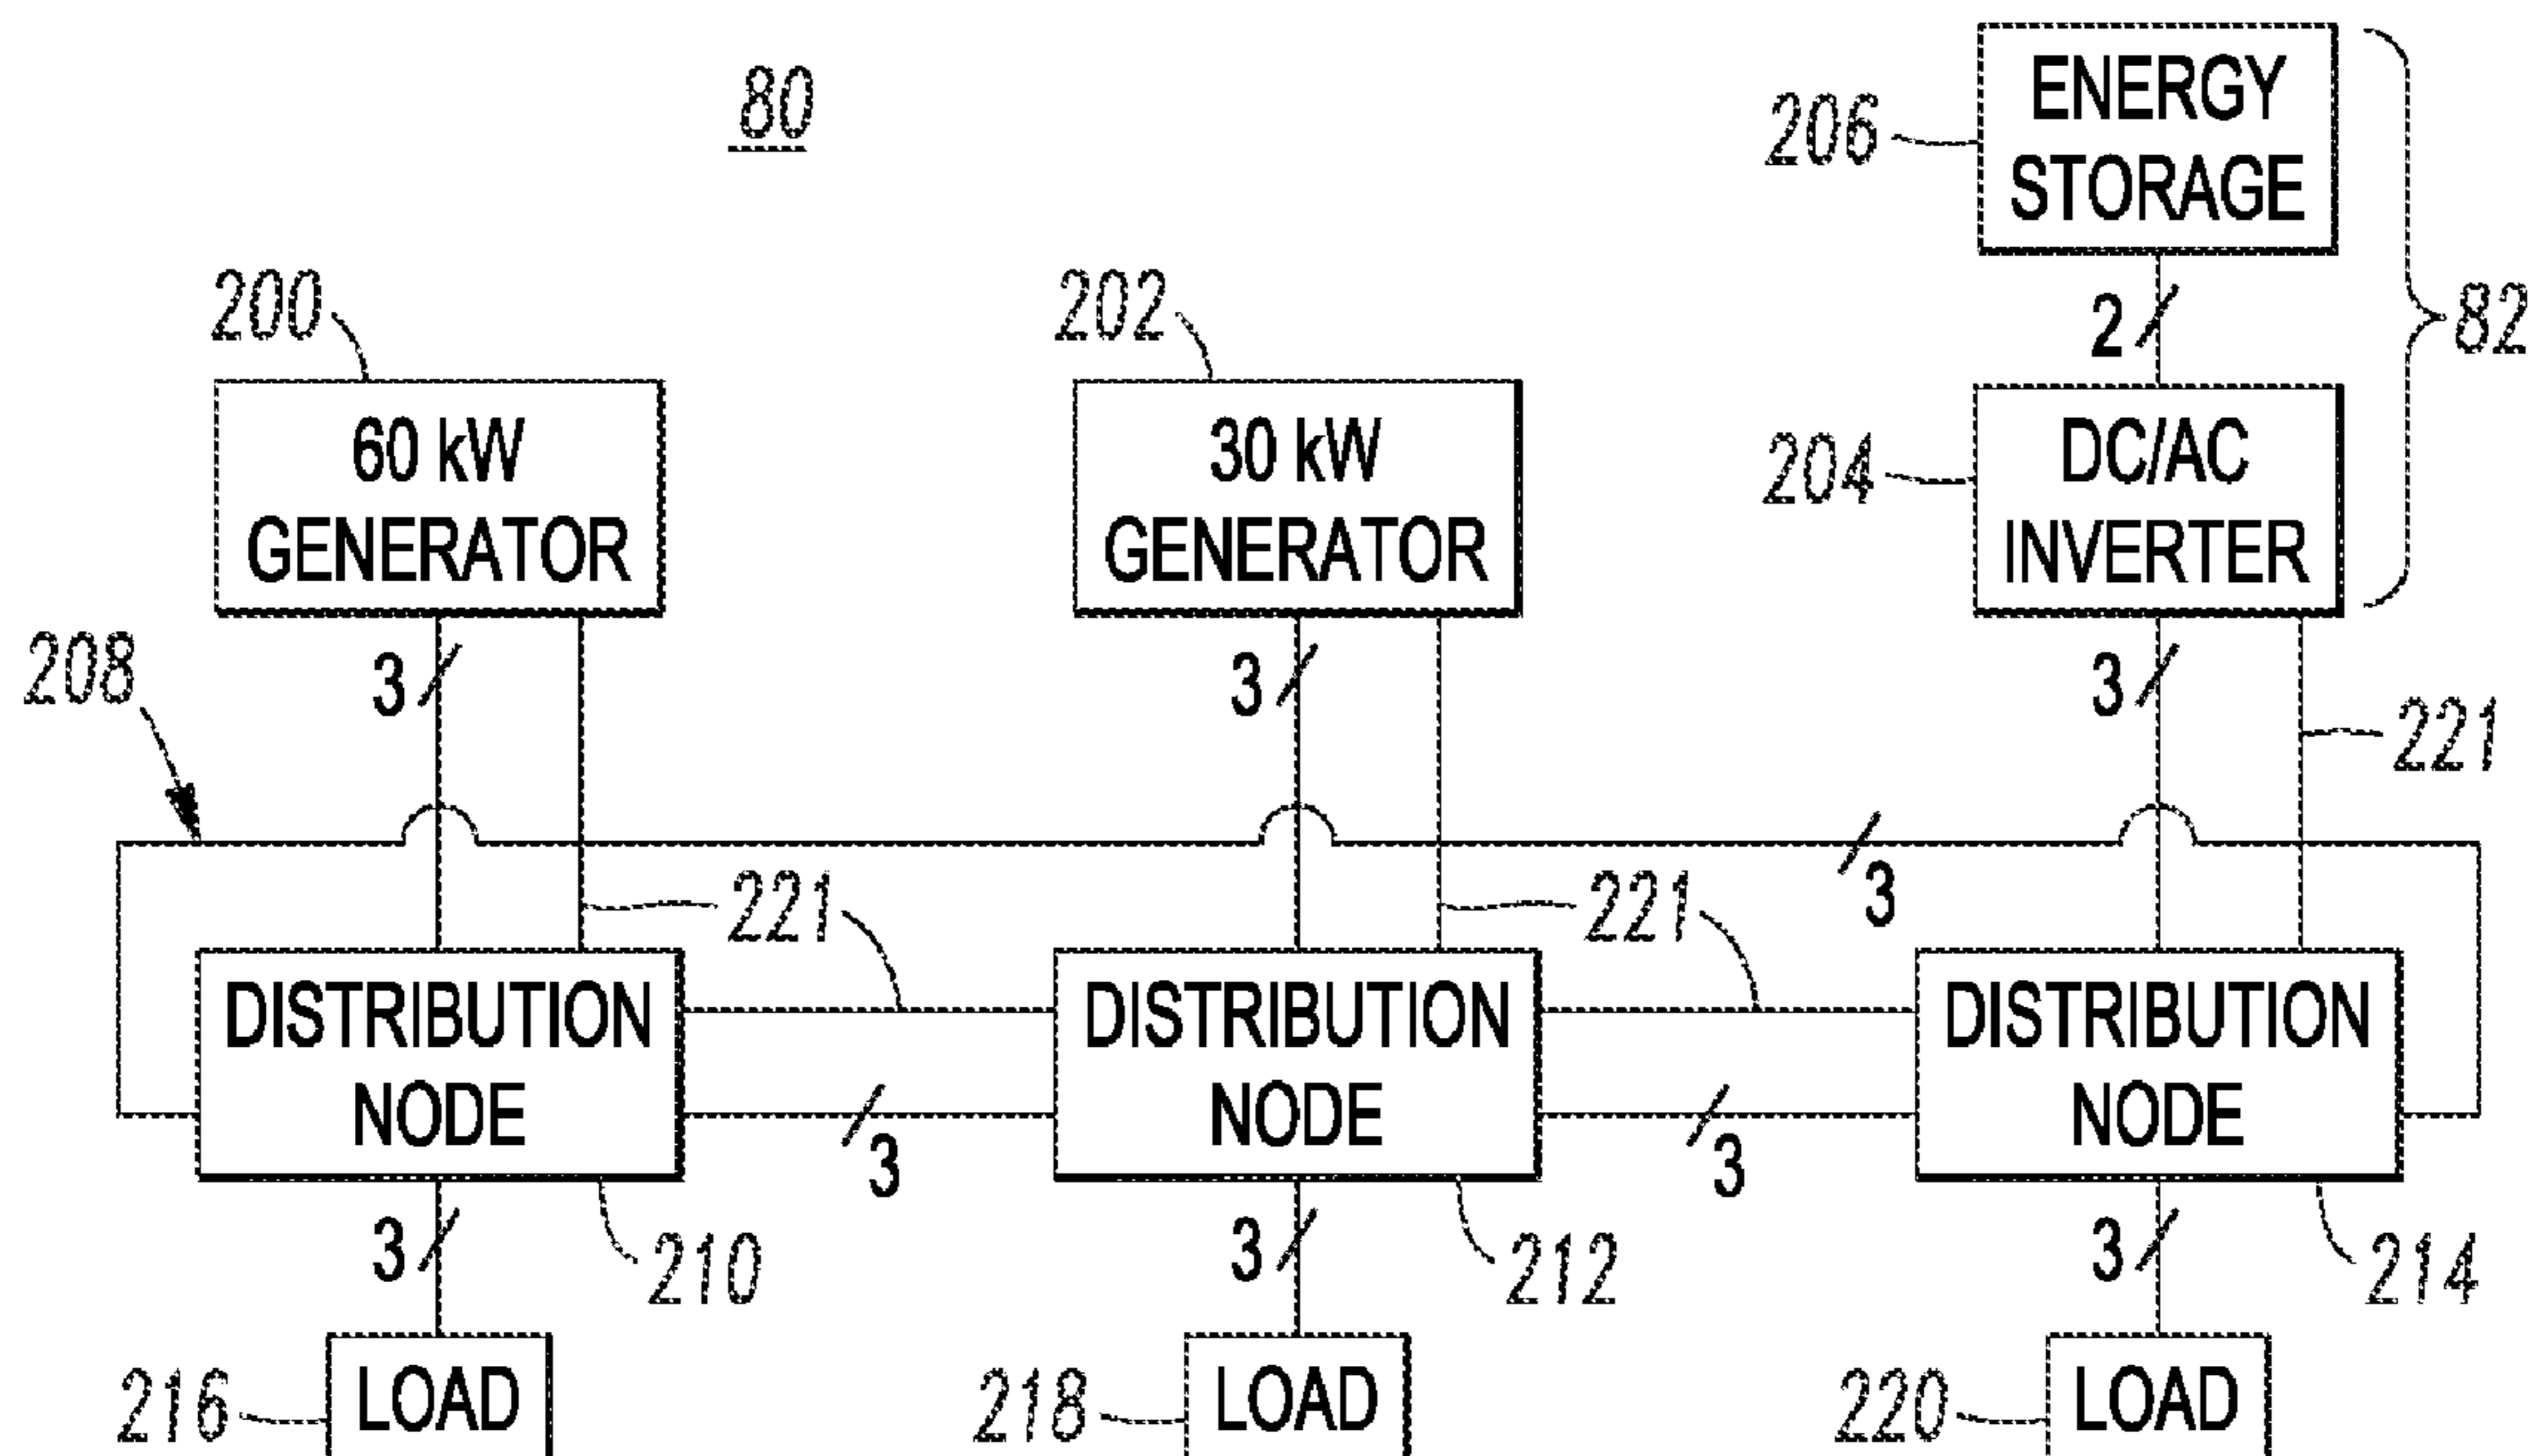 80
206
ENERGY
STORAGE
82
2
200
202
204
60 kW
GENERATOR
30 kW
GENERATOR
DC/AC
INVERTER
208
3
3
3
221
3
221
221
DISTRIBUTION
NODE
DISTRIBUTION
NODE
DISTRIBUTION
NODE
3
3
3
210
3
212
3
214
216
LOAD
218
LOAD
220
LOAD